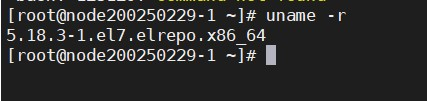 [root@node200250229-1 ~]# uname -r
5.18.3-1.el7.elrepo.x86_64
[root@node200250229-1 ~]#